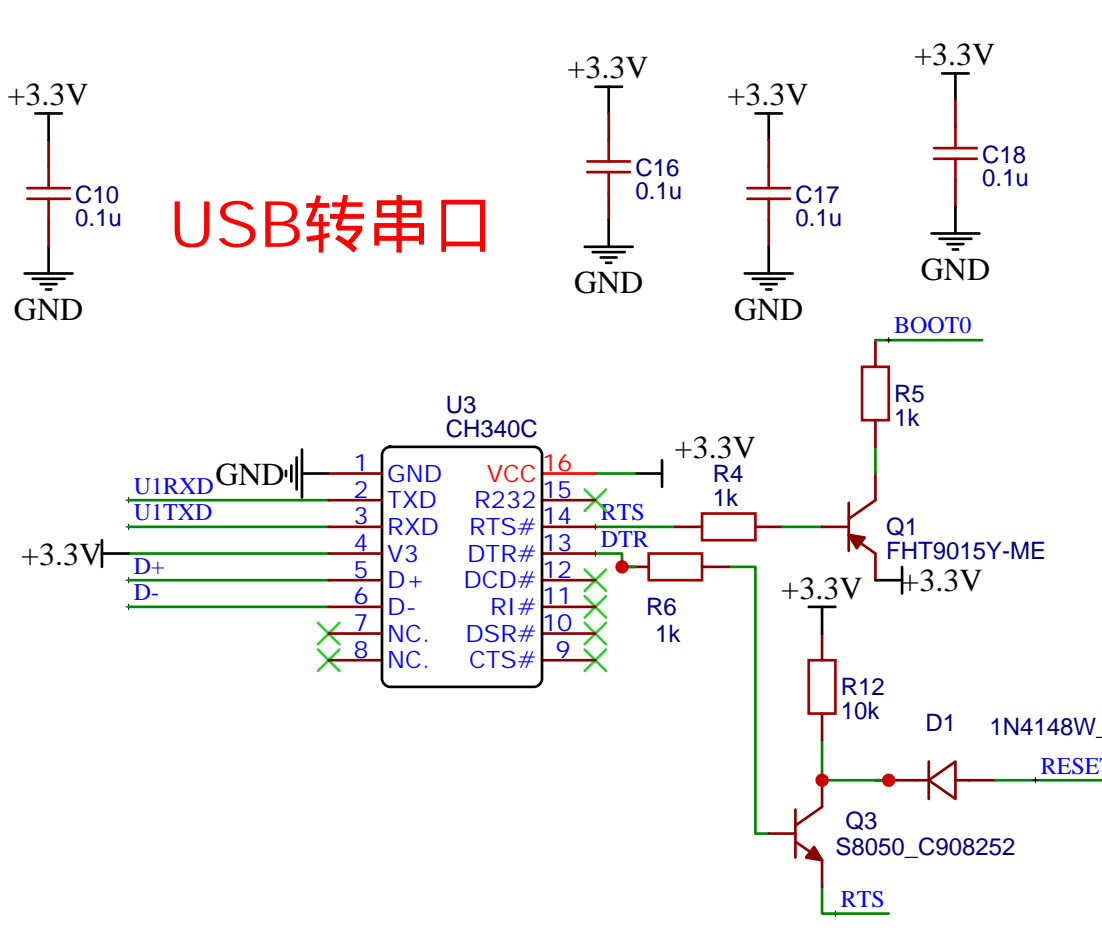 +3.3V
C10
0.1u
GND
USB转串口
+3.3V
C16
0.1u
GND
+3.3V
C17
0.1u
GND
+3.3V
C18
0.1u
GND
BOOT0
R5
1k
U3
CH340C
GND
U1RXD
U1TXD
+3.3V
D+
D-
1 GND
2 TXD
3 RXD
4 V3
5 D+
6 D-
7 NC.
8 NC.
VCC 16
R232 15
RTS# 14
DTR# 13
DCD# 12
RI# 11
DSR# 10
CTS# 9
+3.3V
RTS
DTR
R4
1k
R6
1k
Q1
FHT9015Y-ME
+3.3V
+3.3V
R12
10k
D1
1N4148W_
RESET
Q3
S8050_C908252
RTS